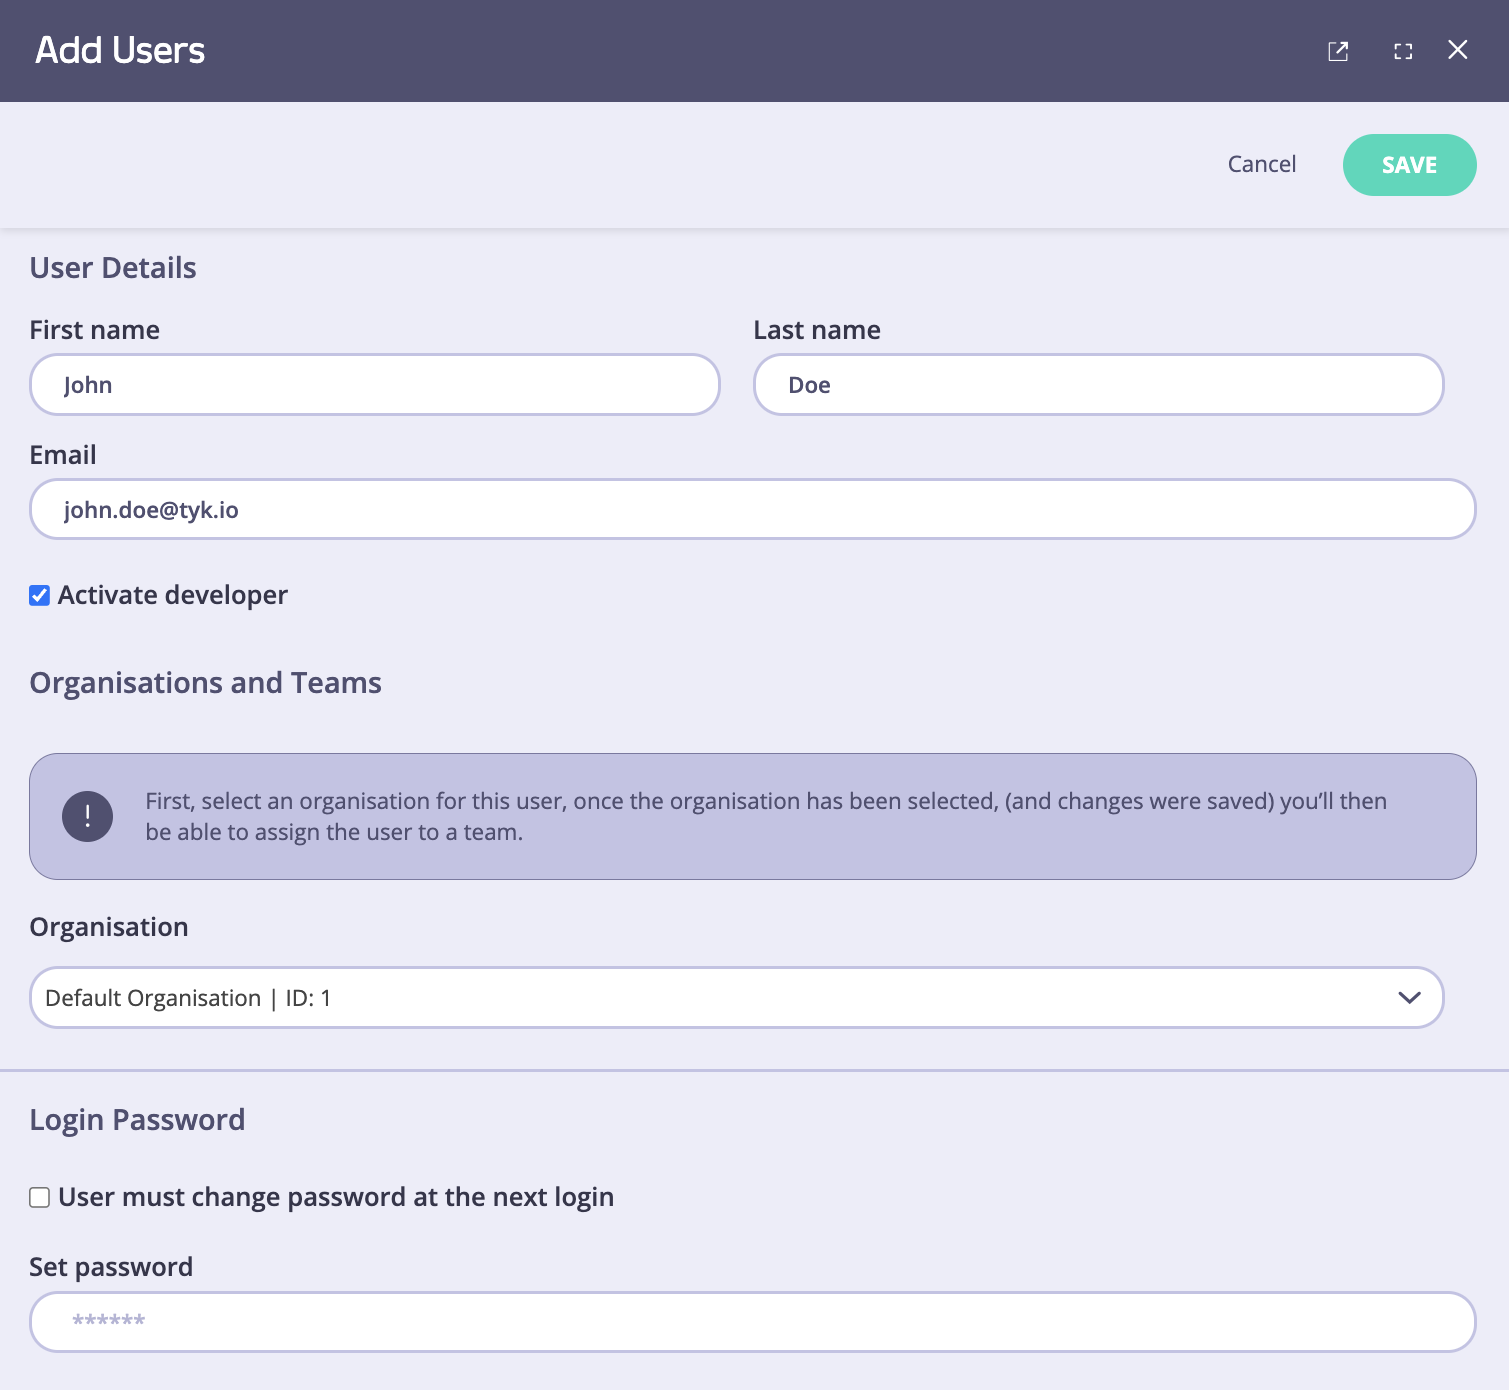 Add Users
Cancel
SAVE
User Details
First name
Last name
John
Doe
Email
john.doe@tyk.io
Activate developer
Organisations and Teams
First, select an organisation for this user, once the organisation has been selected, (and changes were saved) you’ll then
be able to assign the user to a team.
Organisation
Default Organisation | ID: 1
Login Password
User must change password at the next login
Set password
******